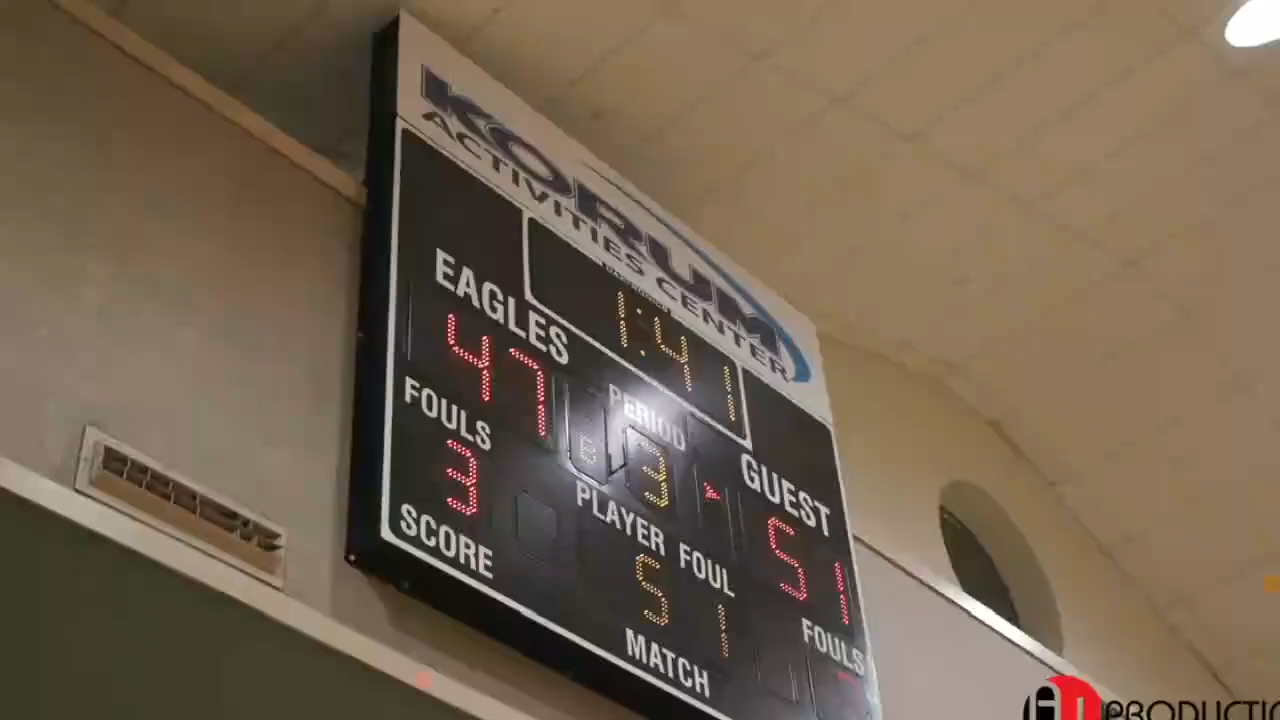 KORUM
ACTIVITIES CENTER
1:41
EAGLES
47
PERIOD
3
GUEST
51
FOULS
3
PLAYER FOUL
5 1
FOULS
SCORE
MATCH
PRODUCTIO